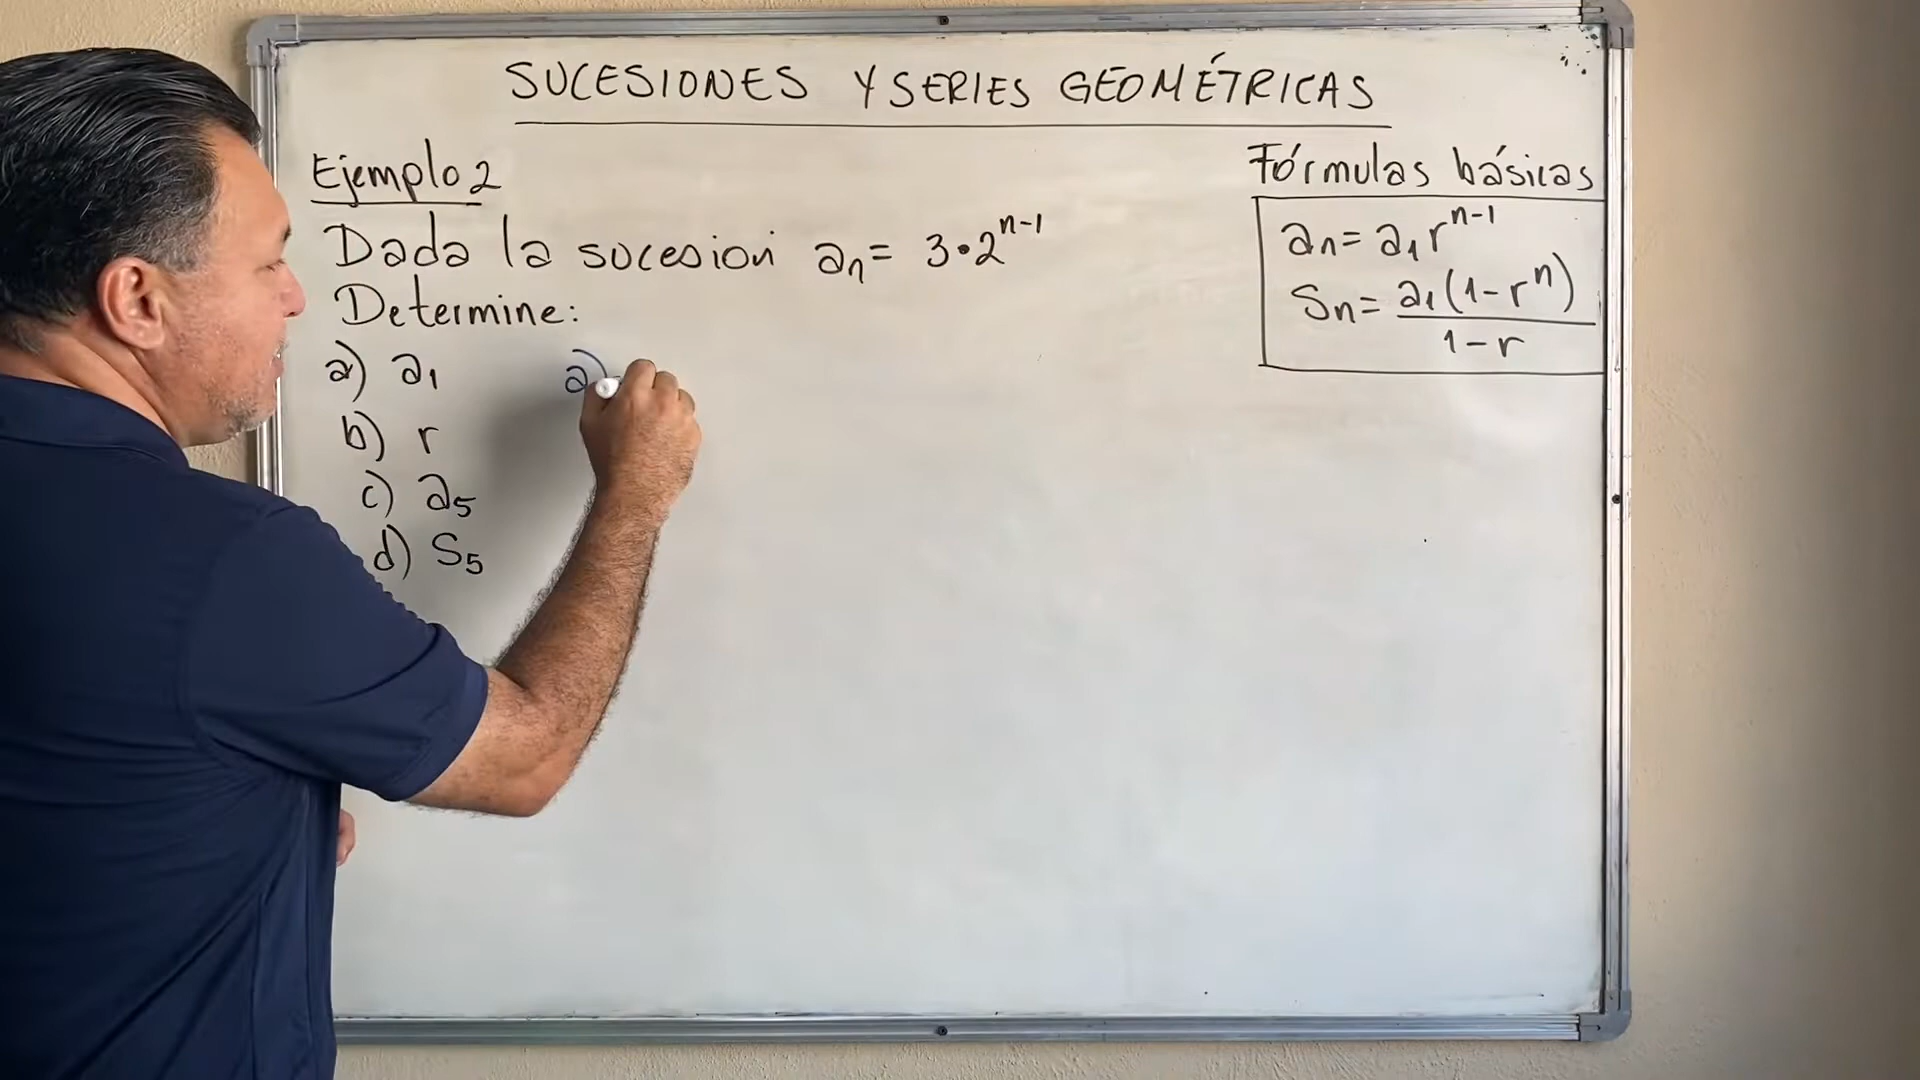 SUCESIONES Y SERIES GEOMÉTRICAS
Ejemplo 2
Dada la sucesion aₙ = 3•2ⁿ⁻¹
Determine:
a) a₁
b) r
c) a₅
d) S₅
a)
Fórmulas básicas
aₙ = a₁rⁿ⁻¹
Sₙ = a₁(1-rⁿ)
1-r